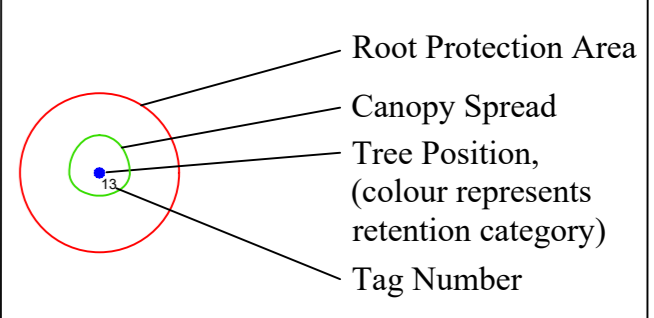 Root Protection Area
Canopy Spread
Tree Position,
(colour represents
retention category)
13
Tag Number